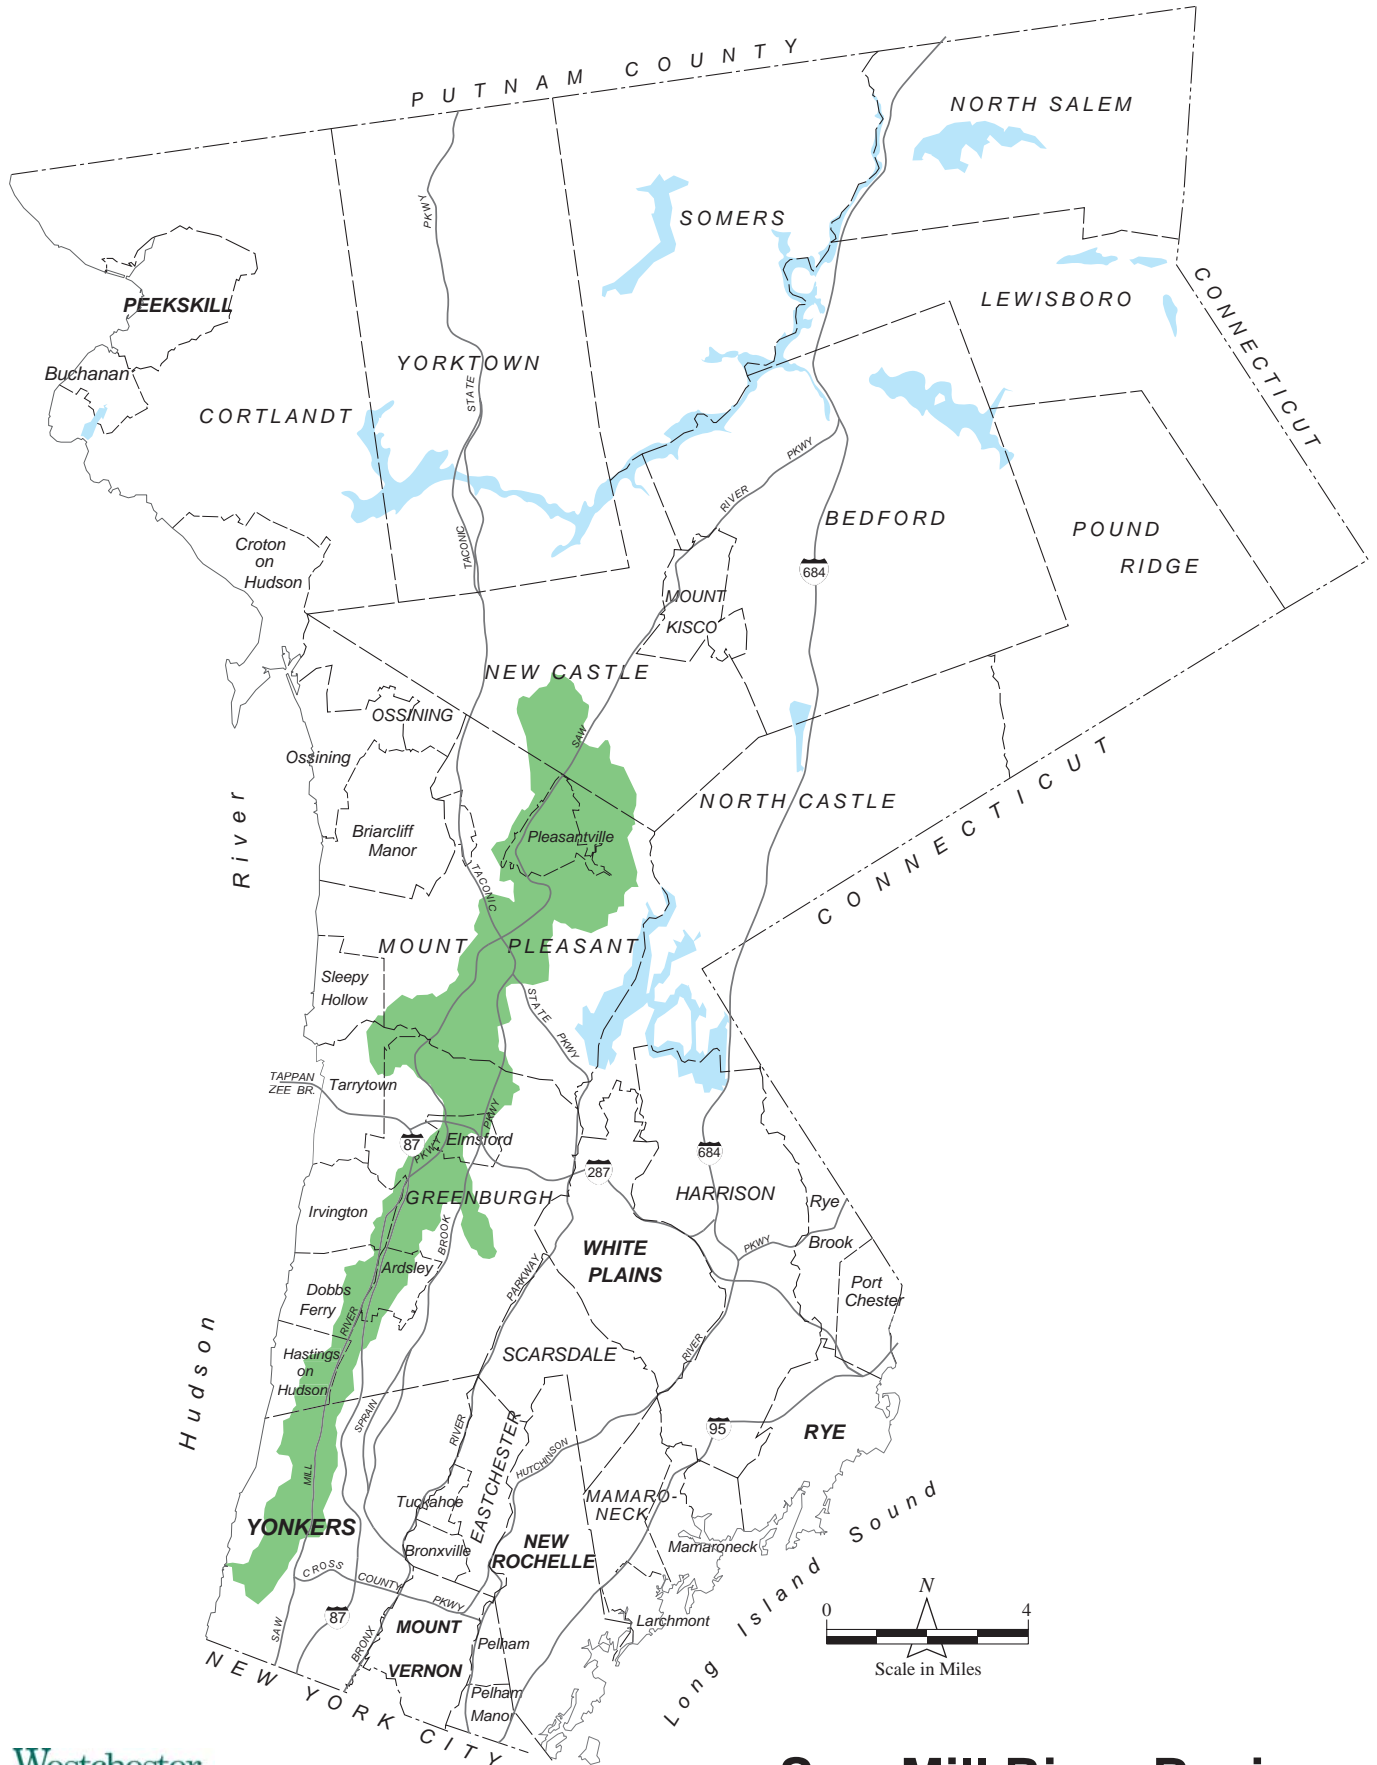 PUTNAM COUNTY
NORTH SALEM
SOMERS
PKWY
PEEKSKILL
LEWISBORO
CONNECTICUT
YORKTOWN
Buchanan
STATE
CORTLANDT
PKWY
RIVER
BEDFORD
POUND
RIDGE
TACONIC
Croton
on
Hudson
684
MOUNT
KISCO
NEW CASTLE
OSSINING
SAW
Ossining
CONNECTICUT
NORTH CASTLE
Briarcliff
Manor
Pleasantville
River
TACONIC
MOUNT PLEASANT
Sleepy
Hollow
STATE
PKWY
TAPPAN
ZEE BR.
Tarrytown
PKWY
87
PKWY
Elmsford
684
287
GREENBURGH
HARRISON
Rye
Brook
Irvington
BROOK
WHITE
PLAINS
PKWY
Ardsley
PARKWAY
Dobbs
Ferry
Port
Chester
RIVER
Hudson
Hastings
on
Hudson
SCARSDALE
RIVER
SPRAIN
RIVER
EASTCHESTER
HUTCHINSON
95
RYE
MILL
Tuckahoe
MAMARO-
NECK
YONKERS
Bronxville
NEW
ROCHELLE
Mamaroneck
Long Island Sound
CROSS
COUNTY
PKWY
87
SAW
BRONX
MOUNT
VERNON
Pelham
Larchmont
Pelham
Manor
NEW YORK CITY
N
0 4
Scale in Miles
Westchester